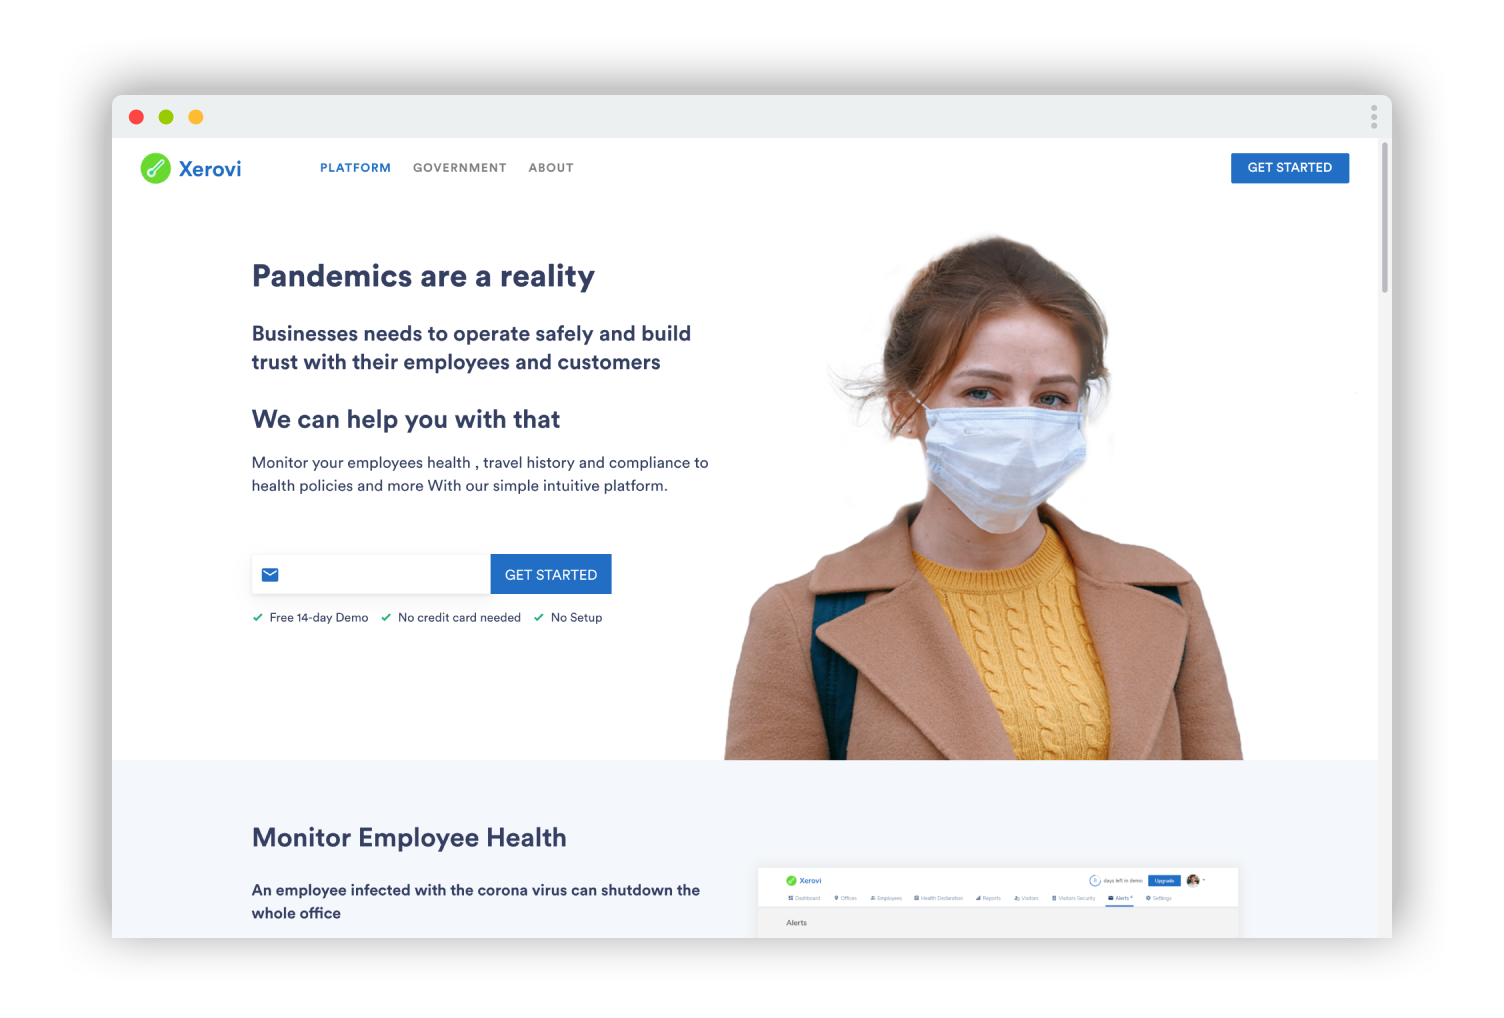 Xerovi
PLATFORM GOVERNMENT ABOUT
GET STARTED
Pandemics are a reality
Businesses needs to operate safely and build
trust with their employees and customers
We can help you with that
Monitor your employees health , travel history and compliance to
health policies and more With our simple intuitive platform.
GET STARTED
Free 14-day Demo No credit card needed No Setup
Monitor Employee Health
An employee infected with the corona virus can shutdown the
whole office
Xerovi
days left in demo Upgrade
Dashboard Offices Employees Health Declaration Reports Visitors Visitors Security Alerts Settings
Alerts